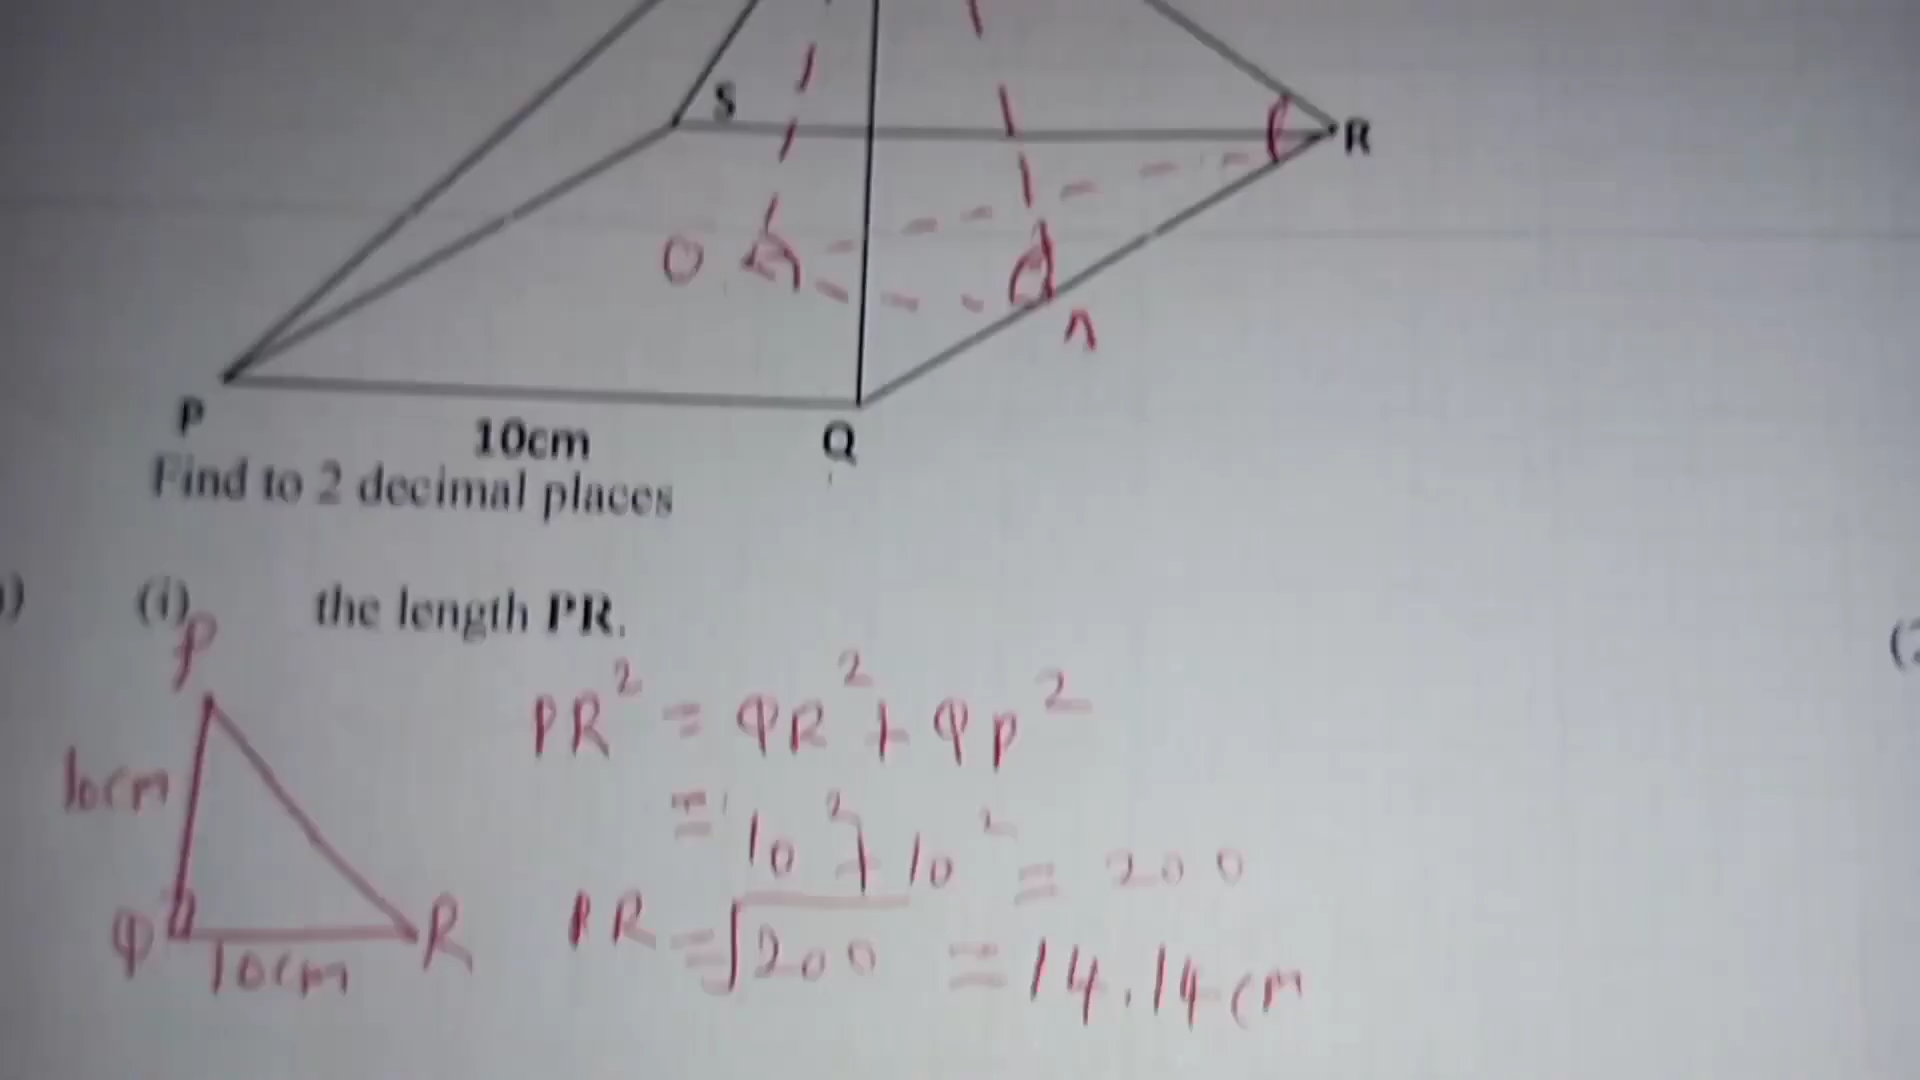 S
R
O
n
P
10cm
Q
Find to 2 decimal places
(i) the length PR.
P
PR² = QR² + QP²
10cm
= 10² + 10² = 200
Q
R
10cm
PR = √200 = 14.14cm